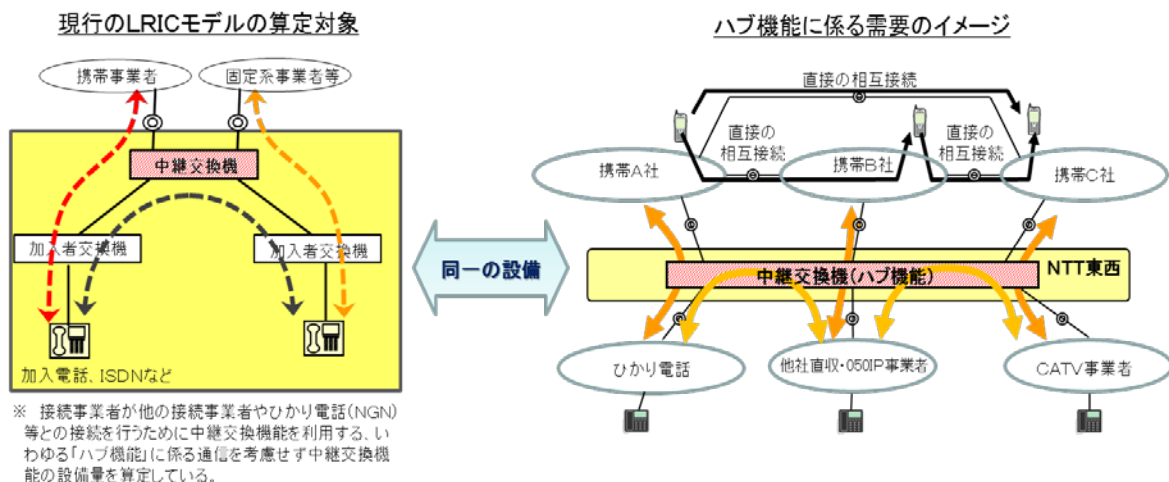 現行のLRICモデルの算定対象
携帯事業者
固定系事業者等
中継交換機
加入者交換機
加入者交換機
加入電話、ISDNなど
※ 接続事業者が他の接続事業者やひかり電話(NGN)
等との接続を行うために中継交換機能を利用する、い
わゆる「ハブ機能」に係る通信を考慮せず中継交換機
能の設備量を算定している。
同一の設備
ハブ機能に係る需要のイメージ
直接の相互接続
直接の
相互接続
直接の
相互接続
携帯A社
携帯B社
携帯C社
中継交換機(ハブ機能)
NTT東西
ひかり電話
他社直収・050IP事業者
CATV事業者